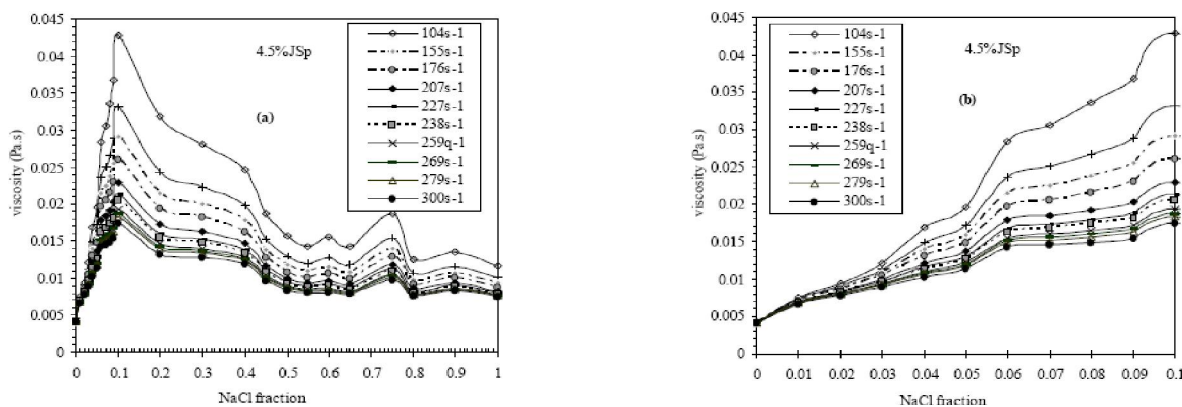 0.045
0.04
0.035
0.03
0.025
0.02
0.015
0.01
0.005
0
viscosity (Pa.s)
4.5%JSp
(a)
104s-1
155s-1
176s-1
207s-1
227s-1
238s-1
259q-1
269s-1
279s-1
300s-1
0 0.1 0.2 0.3 0.4 0.5 0.6 0.7 0.8 0.9 1
NaCl fraction
0.045
0.04
0.035
0.03
0.025
0.02
0.015
0.01
0.005
0
viscosity (Pa.s)
104s-1
155s-1
176s-1
207s-1
227s-1
238s-1
259q-1
269s-1
279s-1
300s-1
4.5%JSp
(b)
0 0.01 0.02 0.03 0.04 0.05 0.06 0.07 0.08 0.09 0.1
NaCl fraction